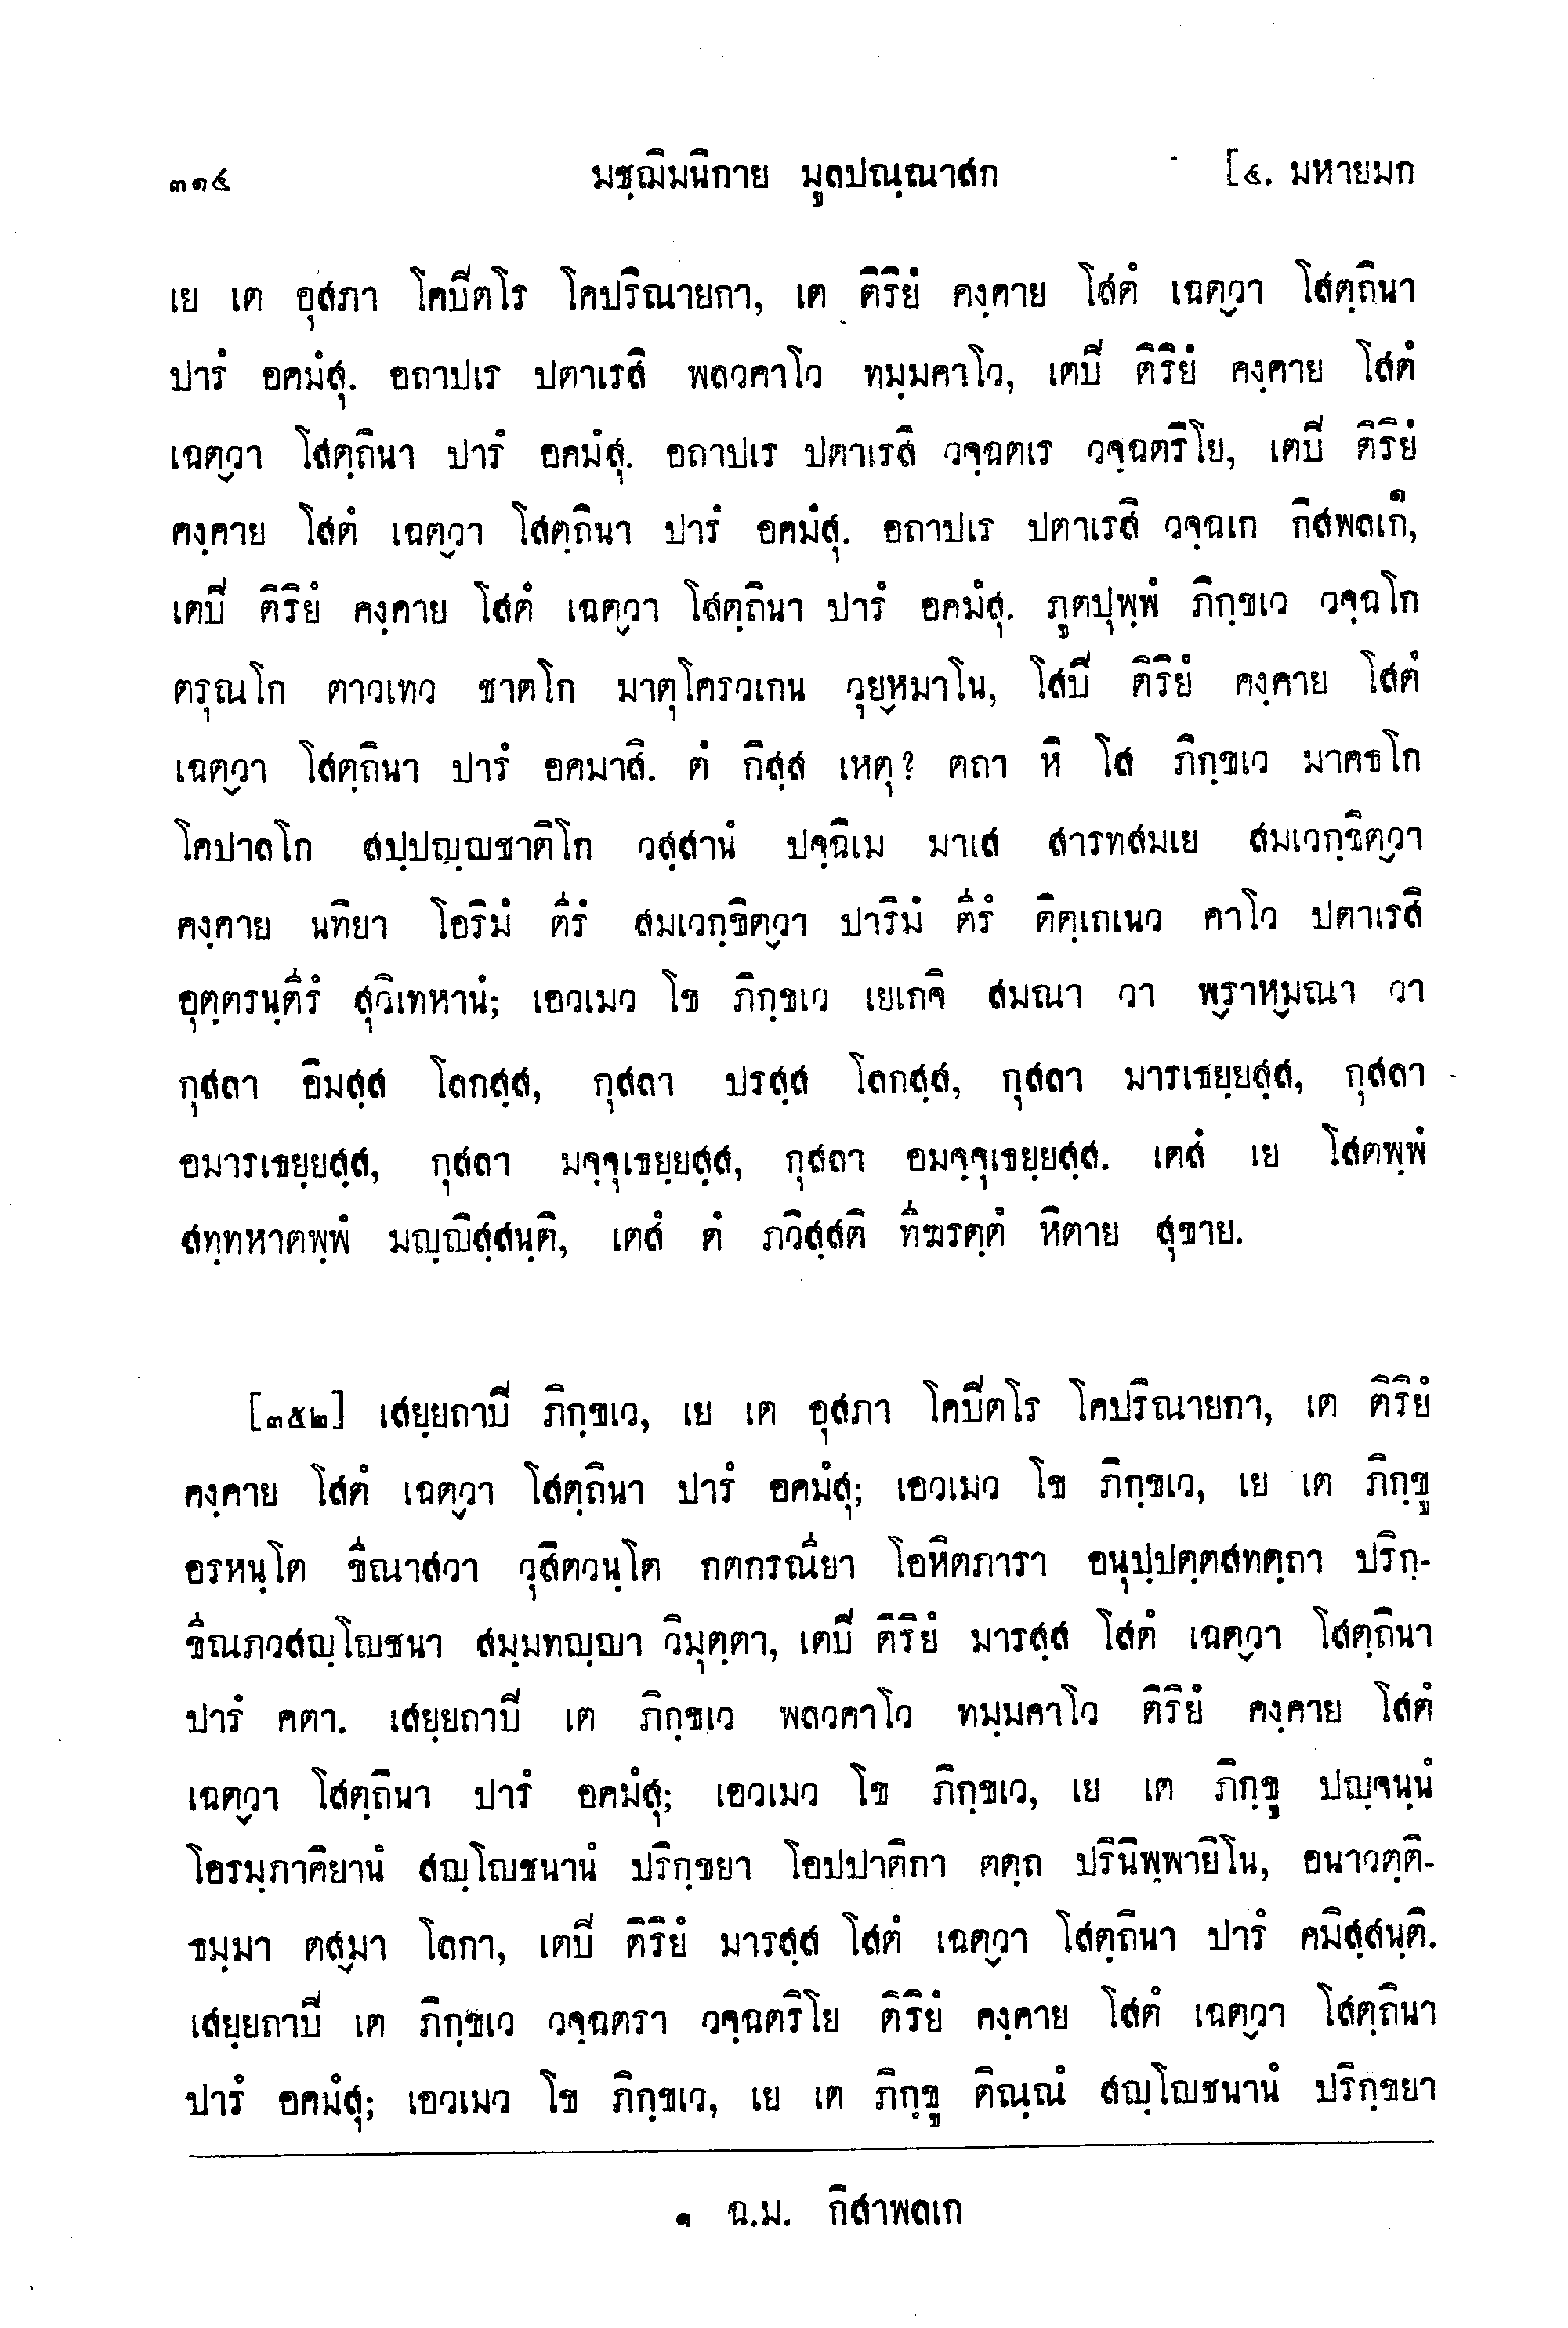 ๓๑๔ มชฺฌิมนิกาย มูลปณฺณาสก [๔. มหายมก
เย เต อุสภา โคปีตโร โคปริณายกา, เต ติริยํ คงฺคาย โสตํ เฉตฺวา โสตฺถินา
ปารํ อคมํสุ. อถาปเร ปตาเรสิ พลวคาโว ทมฺมคาโว, เตปี ติริยํ คงฺคาย โสตํ
เฉตฺวา โสตฺถินา ปารํ อคมํสุ. อถาปเร ปตาเรสิ วจฺฉตเร วจฺฉตริโย, เตปี ติริยํ
คงฺคาย โสตํ เฉตฺวา โสตฺถินา ปารํ อคมํสุ. อถาปเร ปตาเรสิ วจฺฉเก กิสพลเก๑,
เตปี ติริยํ คงฺคาย โสตํ เฉตฺวา โสตฺถินา ปารํ อคมํสุ. ภูตปุพฺพํ ภิกฺขเว วจฺฉโก
ตรุณโก ตาวเทว ชาตโก มาตุโครวเกน วุยฺหมาโน, โสปี ติริยํ คงฺคาย โสตํ
เฉตฺวา โสตฺถินา ปารํ อคมาสิ. ตํ กิสฺส เหตุ? ตถา หิ โส ภิกฺขเว มาคธโก
โคปาลโก สปฺปญฺญชาติโก วสฺสานํ ปจฺฉิเม มาเส สารทสมเย สมเวกฺขิตฺวา
คงฺคาย นทิยา โอริมํ ตีรํ สมเวกฺขิตฺวา ปาริมํ ตีรํ ติตฺเถเนว คาโว ปตาเรสิ
อุตฺตรนฺตีรํ สุวิเทหานํ; เอวเมว โข ภิกฺขเว เยเกจิ สมณา วา พฺราหฺมณา วา
กุสลา อิมสฺส โลกสฺส, กุสลา ปรสฺส โลกสฺส, กุสลา มารเธยฺยสฺส, กุสลา
อมารเธยฺยสฺส, กุสลา มจฺจุเธยฺยสฺส, กุสลา อมจฺจุเธยฺยสฺส. เตสํ เย โสตพฺพํ
สทฺทหาตพฺพํ มญฺญิสฺสนฺติ, เตสํ ตํ ภวิสฺสติ ทีฆรตฺตํ หิตาย สุขาย.
[๓๕๒] เสยฺยถาปี ภิกฺขเว, เย เต อุสภา โคปีตโร โคปริณายกา, เต ติริยํ
คงฺคาย โสตํ เฉตฺวา โสตฺถินา ปารํ อคมํสุ; เอวเมว โข ภิกฺขเว, เย เต ภิกฺขู
อรหนฺโต ขีณาสวา วุสิตวนฺโต กตกรณียา โอหิตภารา อนุปฺปตฺตสทตฺถา ปริกฺ-
ขีณภวสญฺโญชนา สมฺมทญฺญา วิมุตฺตา, เตปี ติริยํ มารสฺส โสตํ เฉตฺวา โสตฺถินา
ปารํ คตา. เสยฺยถาปี เต ภิกฺขเว พลวคาโว ทมฺมคาโว ติริยํ คงฺคาย โสตํ
เฉตฺวา โสตฺถินา ปารํ อคมํสุ; เอวเมว โข ภิกฺขเว, เย เต ภิกฺขู ปญฺจนฺนํ
โอรมฺภาคิยานํ สญฺโญชนานํ ปริกฺขยา โอปปาติกา ตตฺถ ปรินิพฺพายิโน, อนาวตฺติ-
ธมฺมา ตสฺมา โลกา, เตปี ติริยํ มารสฺส โสตํ เฉตฺวา โสตฺถินา ปารํ คมิสฺสนฺติ.
เสยฺยถาปี เต ภิกฺขเว วจฺฉตรา วจฺฉตริโย ติริยํ คงฺคาย โสตํ เฉตฺวา โสตฺถินา
ปารํ อคมํสุ; เอวเมว โข ภิกฺขเว, เย เต ภิกฺขู ติณฺณํ สญฺโญชนานํ ปริกฺขยา
๑ ฉ.ม. กิสาพลเก